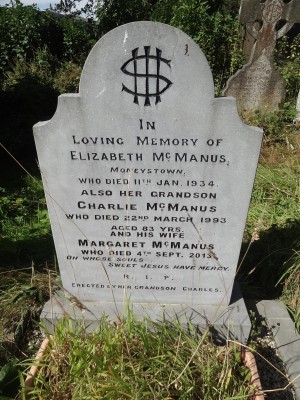 IHS
In
Loving Memory of
Elizabeth McManus,
Moneystown,
who died 11th Jan. 1934.
also her grandson
Charlie McManus
who died 22nd March 1993
aged 83 yrs.
and his wife
Margaret McManus
who died 4th Sept. 2013
On whose souls
Sweet Jesus have mercy.
R.I.P.
Erected by her grandson Charles.